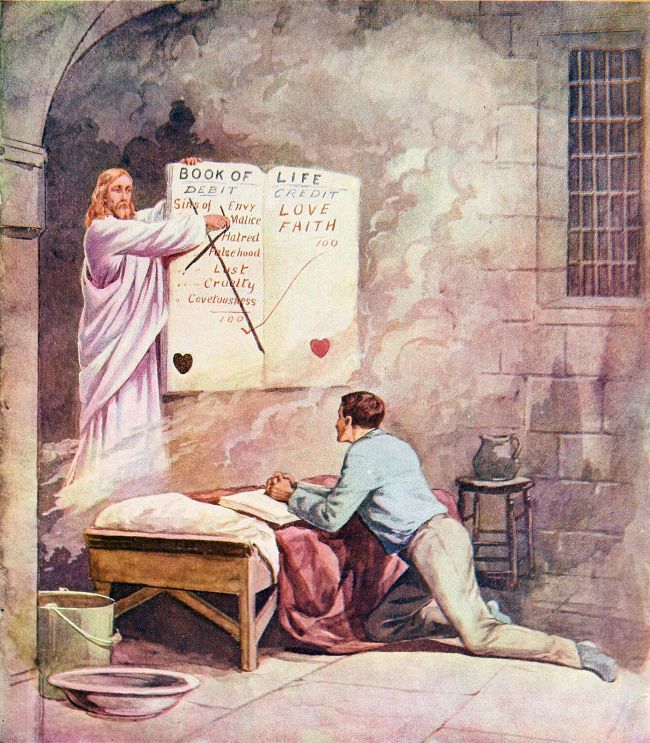 BOOK OF
DEBIT
Sins of Envy
" " Malice
Hatred
Falsehood
" " Lust
" " " Cruelty
" Covetousness
100
LIFE
CREDIT
LOVE
FAITH
100